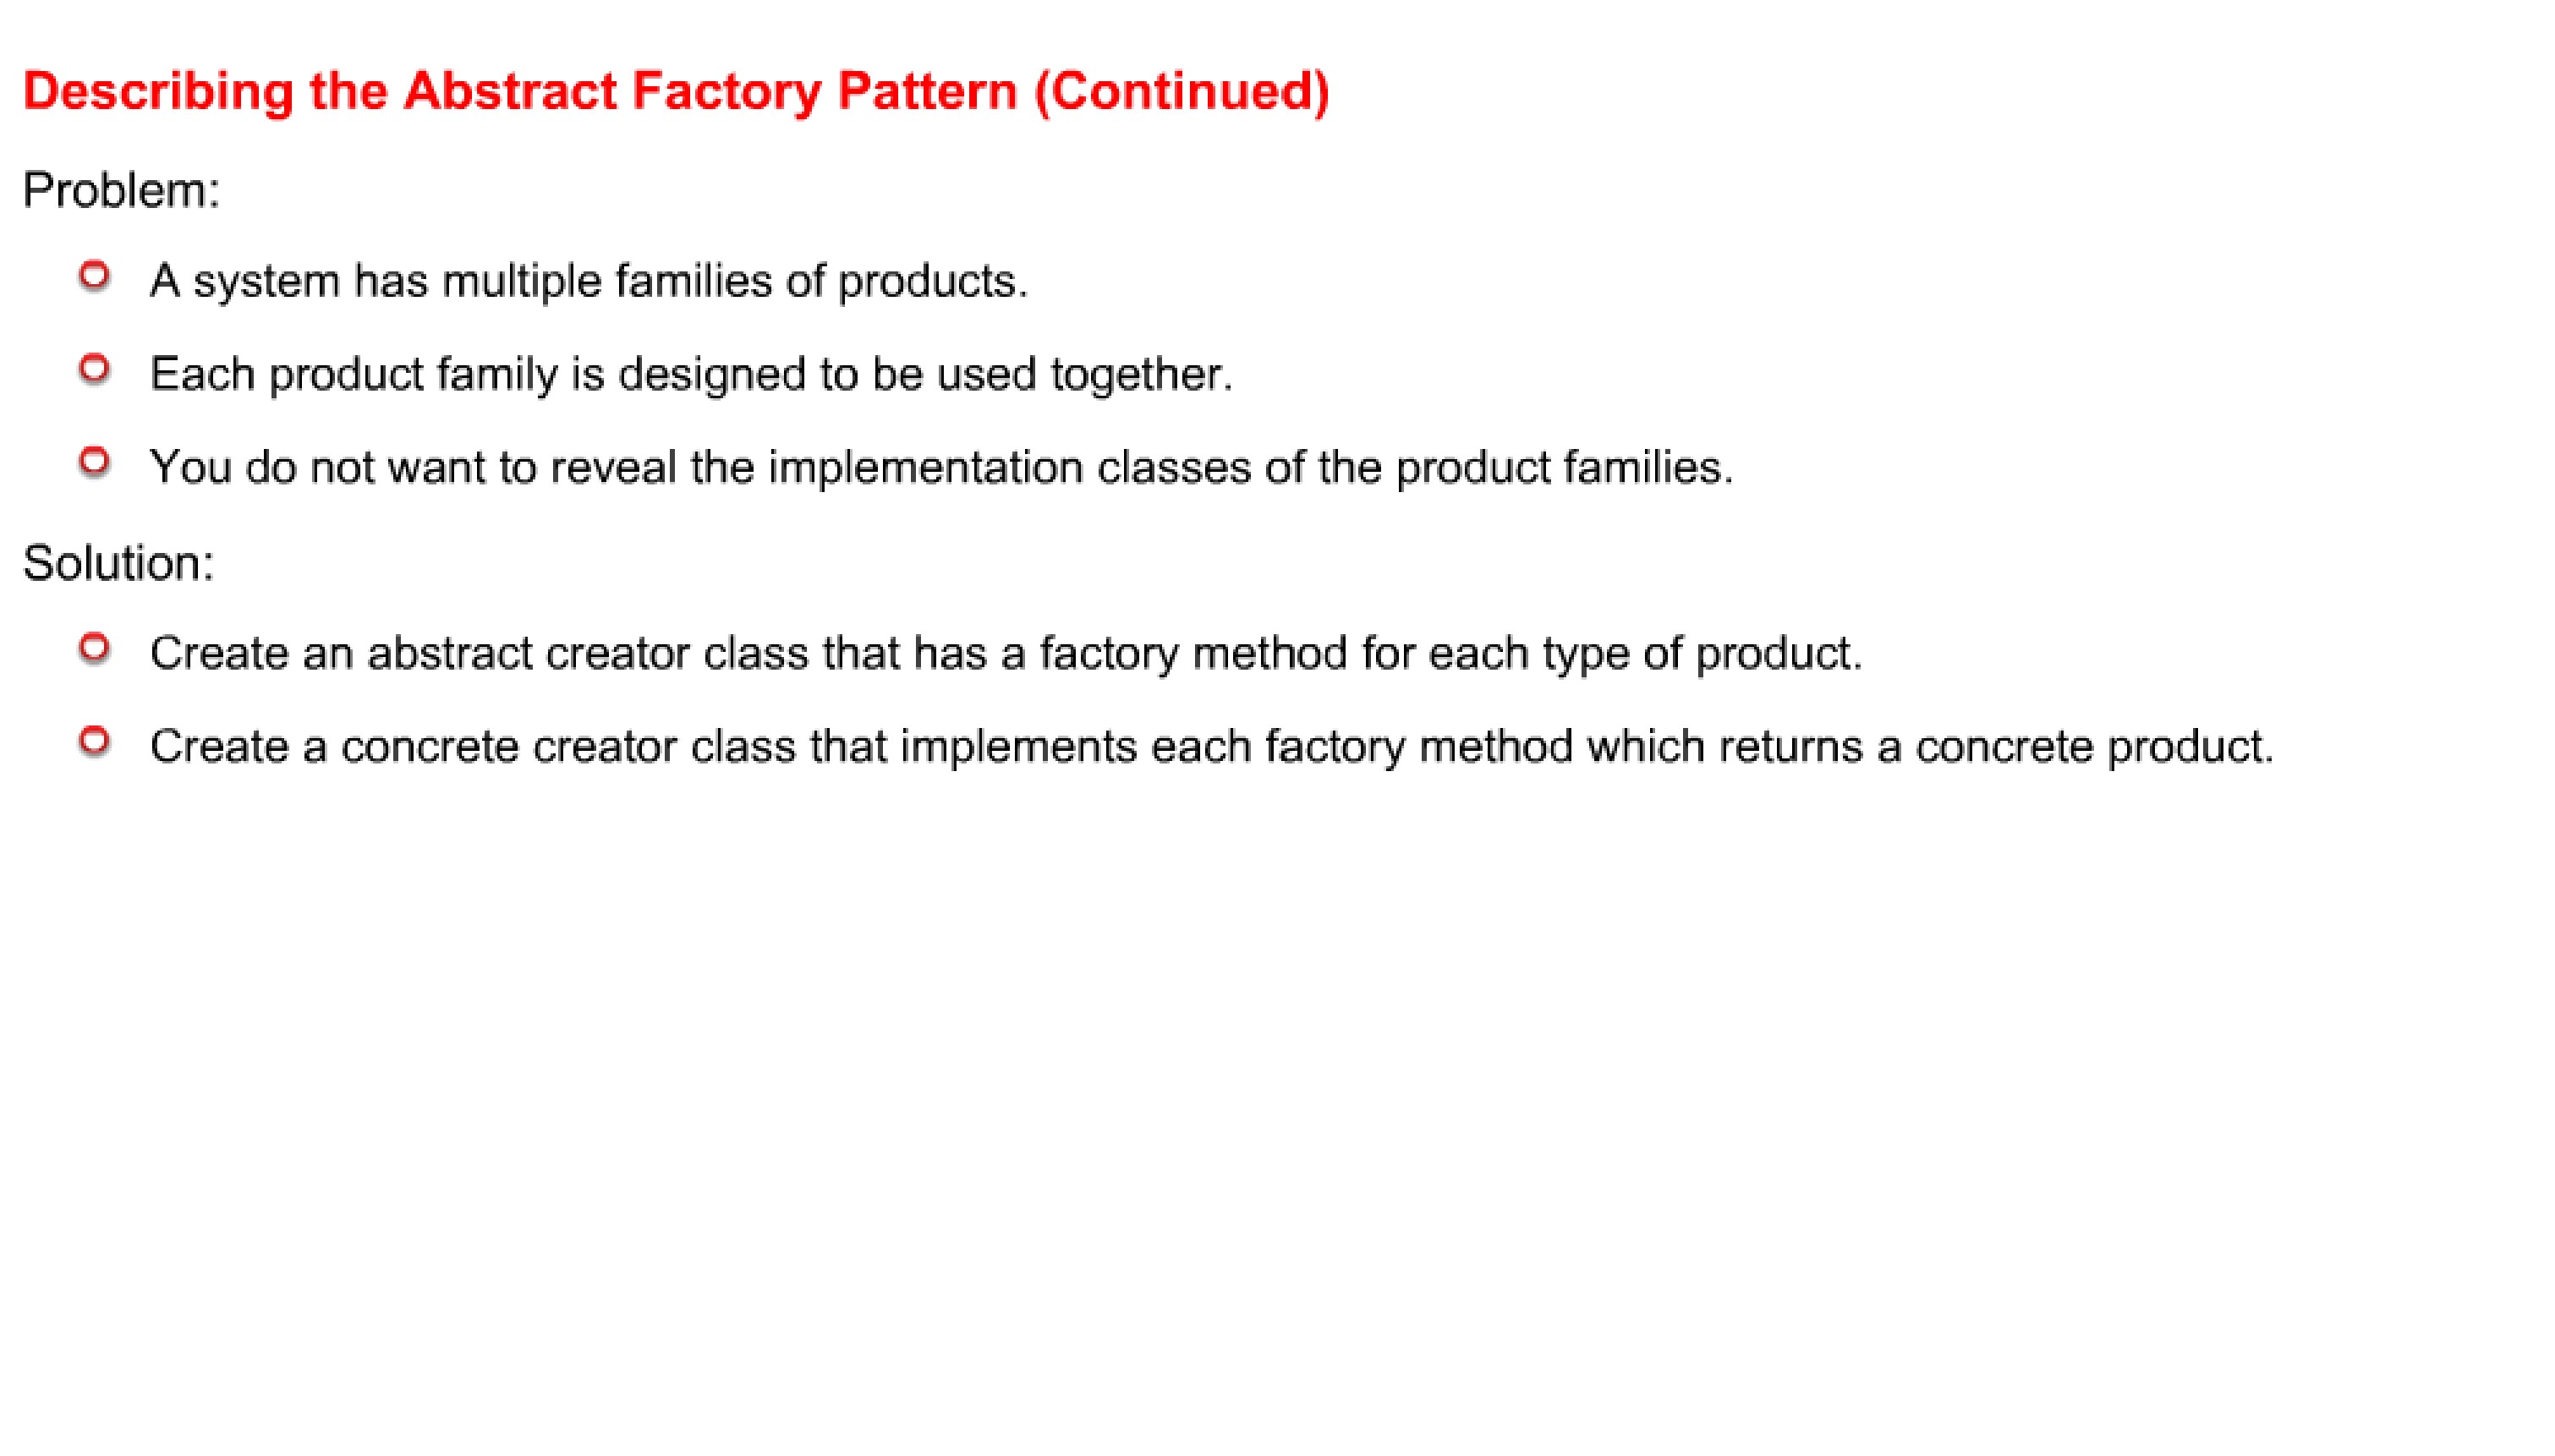 Describing the Abstract Factory Pattern (Continued)
Problem:
A system has multiple families of products.
Each product family is designed to be used together.
You do not want to reveal the implementation classes of the product families.
Solution:
Create an abstract creator class that has a factory method for each type of product.
Create a concrete creator class that implements each factory method which returns a concrete product.